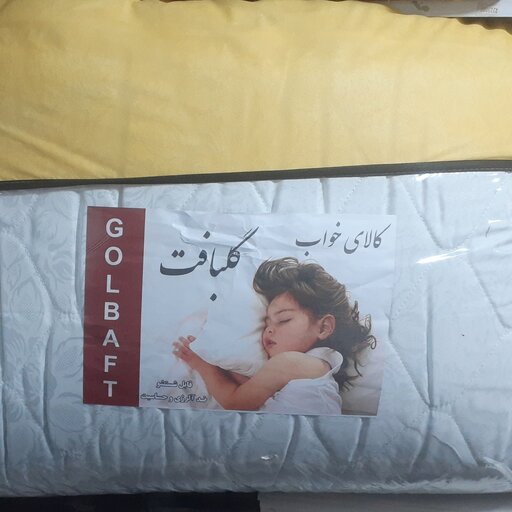 GOLBAFT
کالای خواب
گلبافت
قابل شستشو
ضد آلرژی و حساسیت